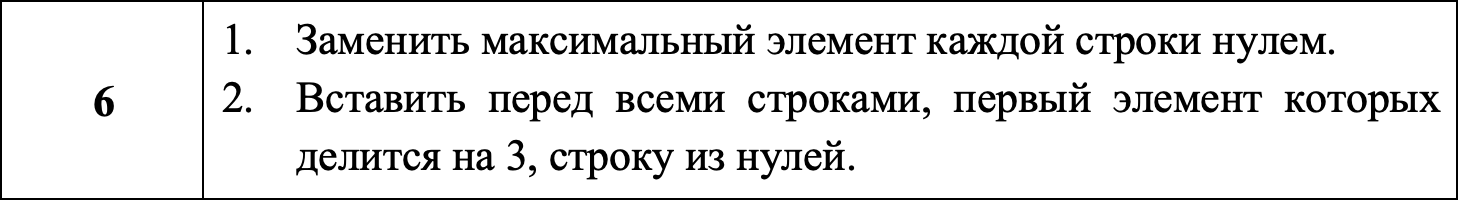 6
1. Заменить максимальный элемент каждой строки нулем.
2. Вставить перед всеми строками, первый элемент которых
делится на 3, строку из нулей.